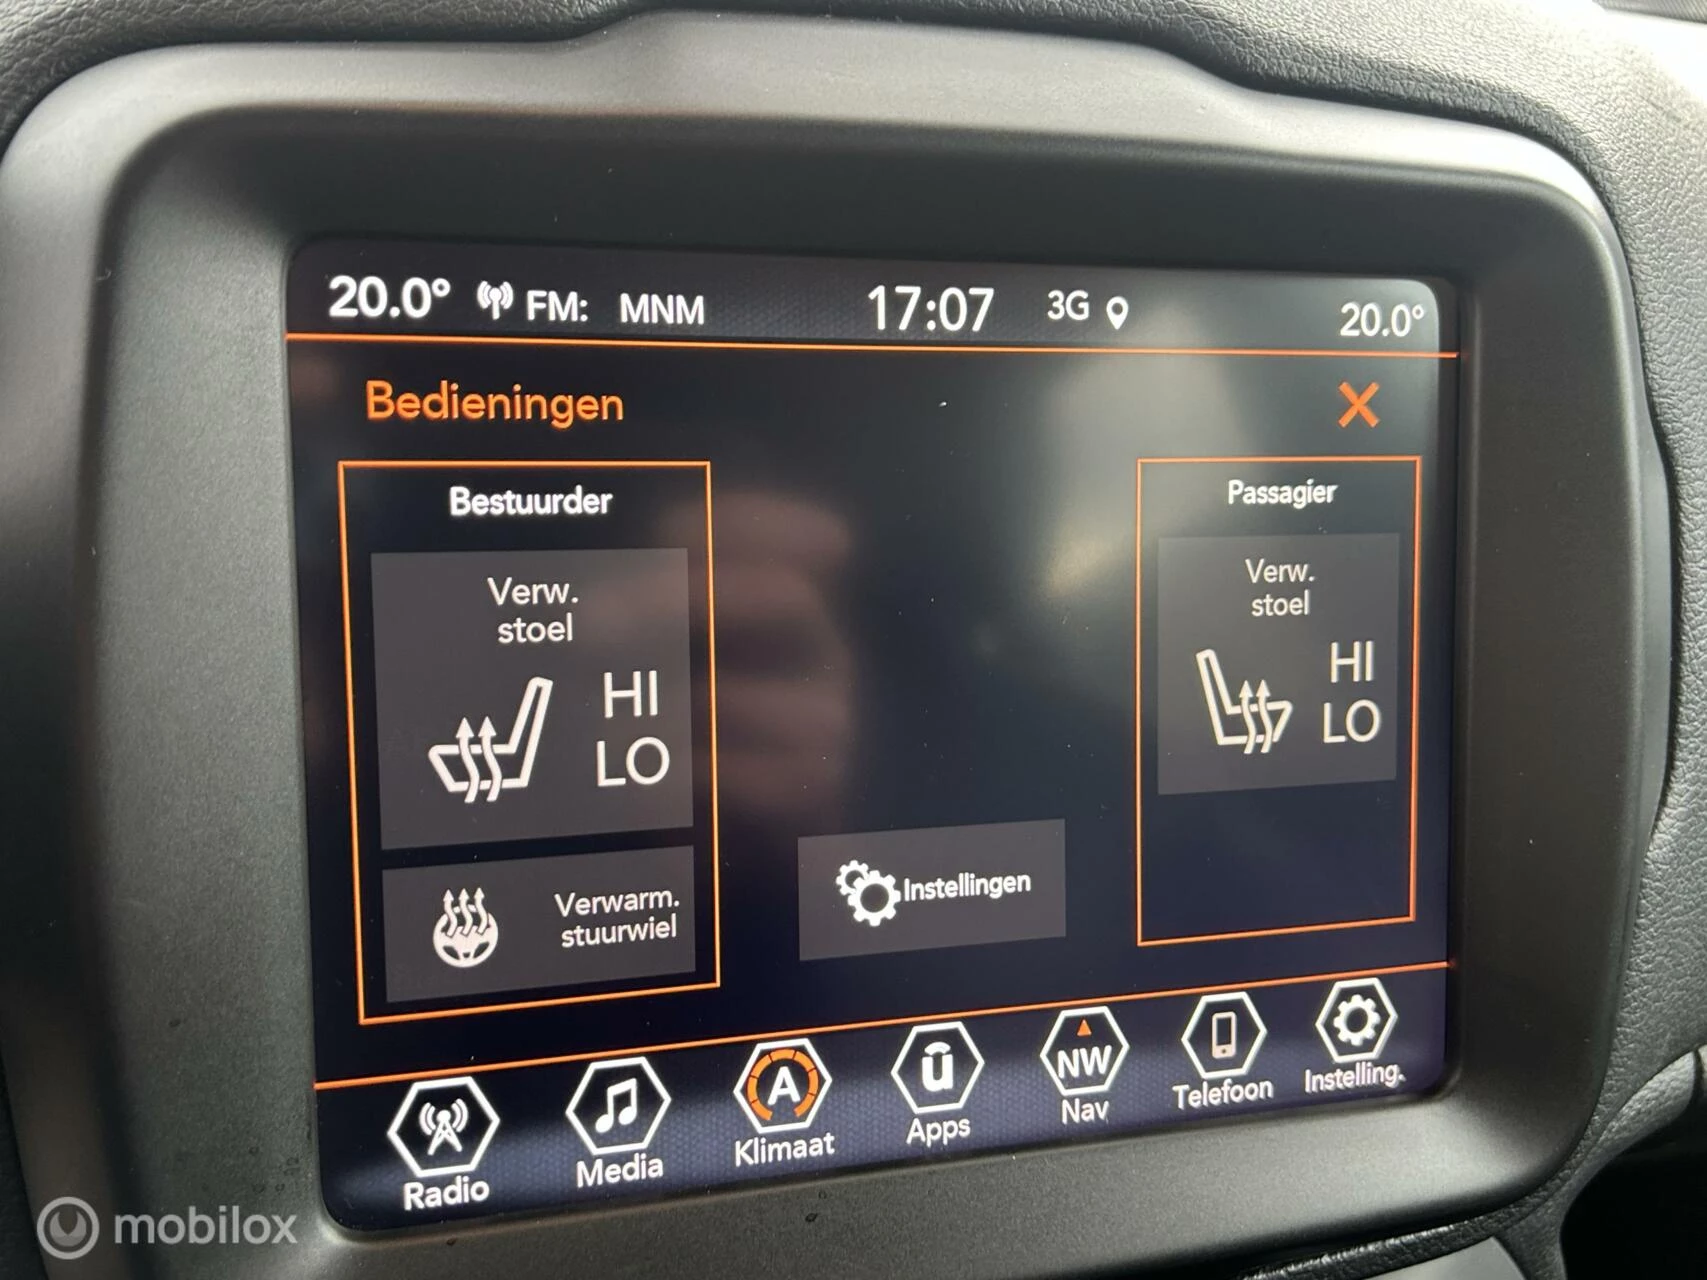 20.0° FM: MNM 17:07 3G 20.0°
Bedieningen
Bestuurder
Verw.
stoel
HI
LO
Verwarm.
stuurwiel
Instellingen
Passagier
Verw.
stoel
HI
LO
Radio
Media
A
Klimaat
u
Apps
NW
Nav
Telefoon
Instelling.
mobilox